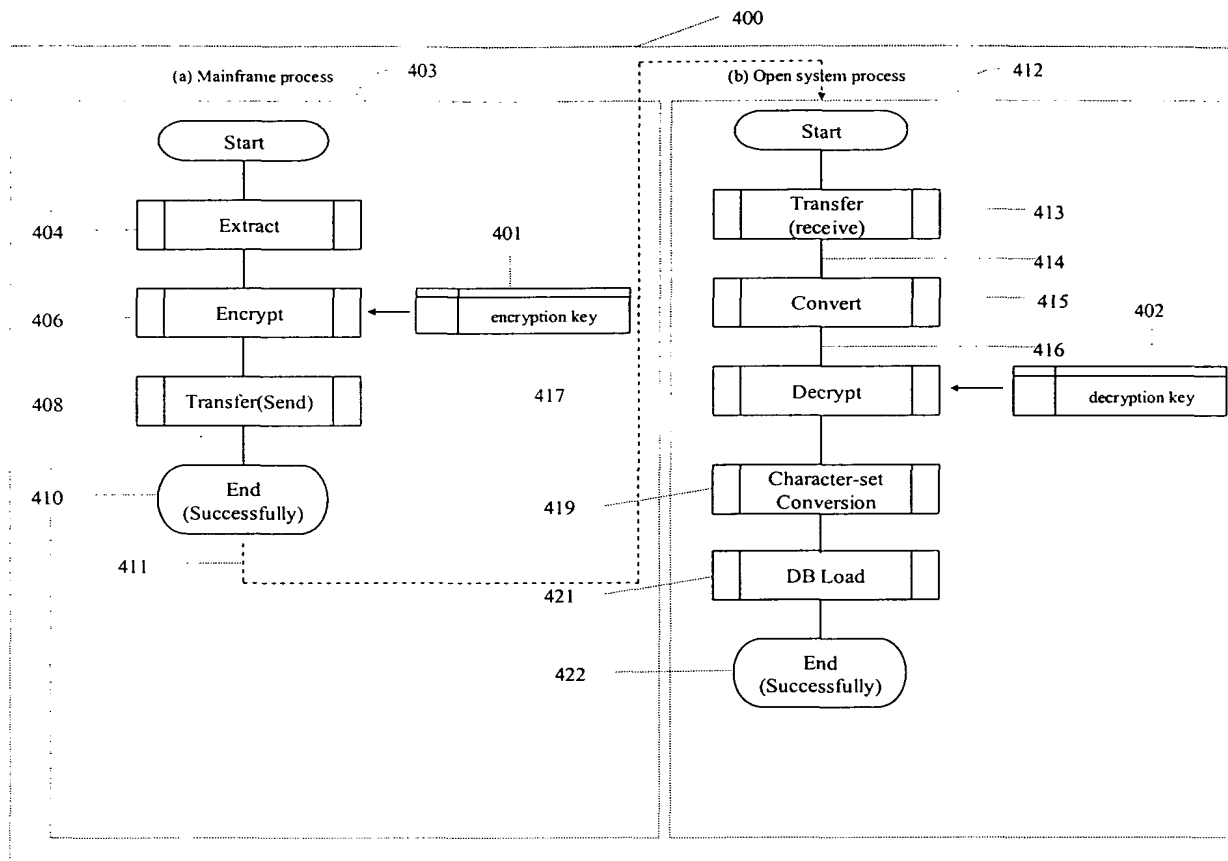 400
(a) Mainframe process
403
Start
404
Extract
401
406
Encrypt
encryption key
408
Transfer(Send)
417
410
End
(Successfully)
411
(b) Open system process
412
Start
Transfer
(receive)
413
414
Convert
415
402
416
Decrypt
decryption key
419
Character-set
Conversion
421
DB Load
422
End
(Successfully)